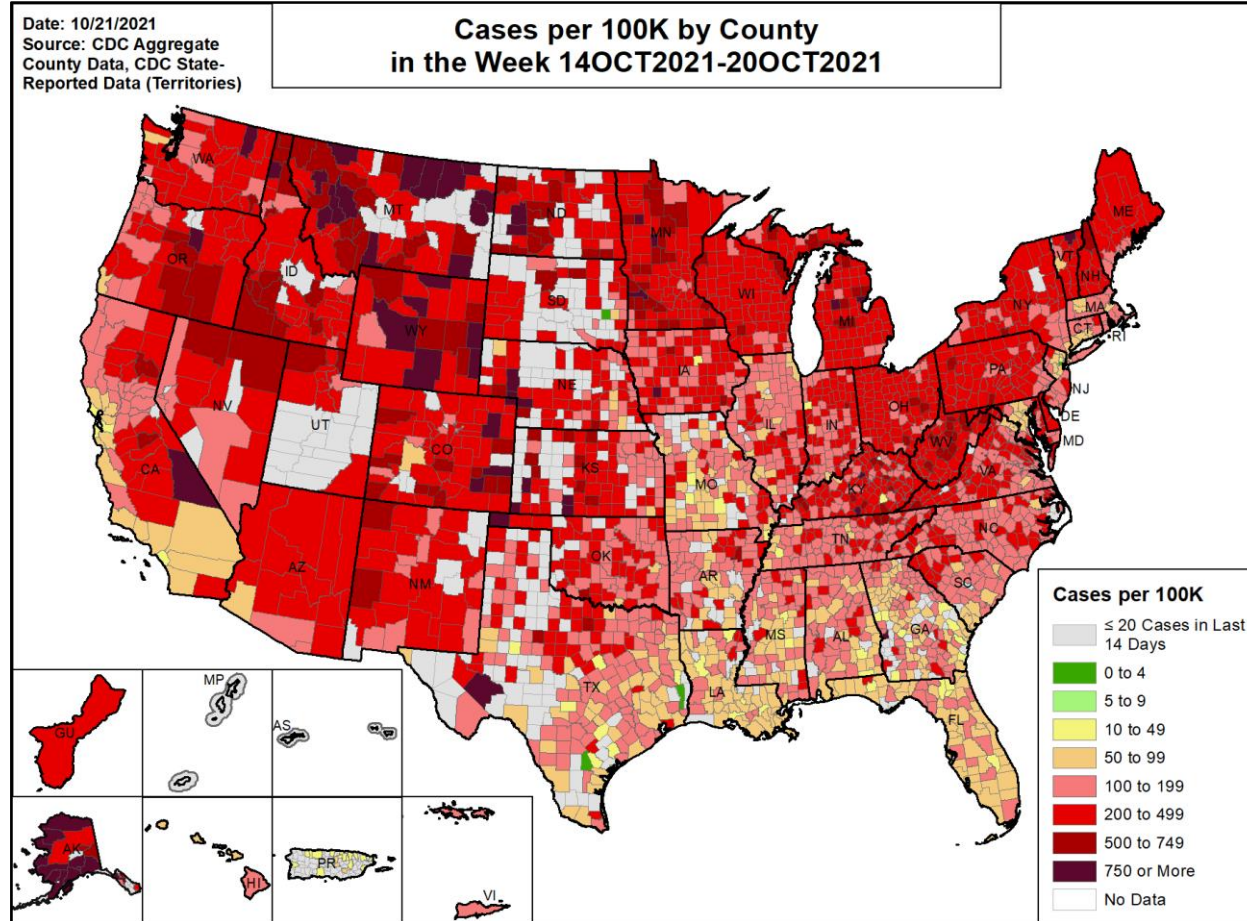 Date: 10/21/2021
Source: CDC Aggregate
County Data, CDC State-
Reported Data (Territories)
Cases per 100K by County
in the Week 14OCT2021-20OCT2021
WA
MT
ND
MN
ME
OR
ID
SD
WI
MI
VT
NH
NY
MA
CT
RI
WY
IA
NE
PA
NJ
NV
UT
CO
IL
IN
OH
DE
MD
CA
KS
MO
WV
VA
KY
AZ
NM
OK
AR
TN
NC
SC
MS
AL
GA
TX
LA
FL
GU
MP
AS
AK
HI
PR
VI
Cases per 100K
≤ 20 Cases in Last
14 Days
0 to 4
5 to 9
10 to 49
50 to 99
100 to 199
200 to 499
500 to 749
750 or More
No Data